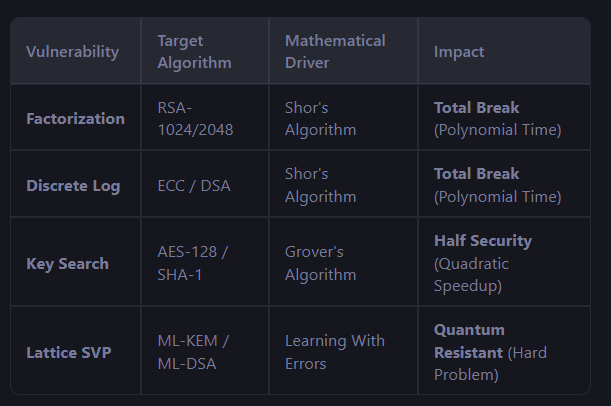 Vulnerability
Target
Algorithm
Mathematical
Driver
Impact
Factorization
RSA-
1024/2048
Shor's
Algorithm
Total Break
(Polynomial Time)
Discrete Log
ECC / DSA
Shor's
Algorithm
Total Break
(Polynomial Time)
Key Search
AES-128 /
SHA-1
Grover's
Algorithm
Half Security
(Quadratic
Speedup)
Lattice SVP
ML-KEM /
ML-DSA
Learning With
Errors
Quantum
Resistant (Hard
Problem)